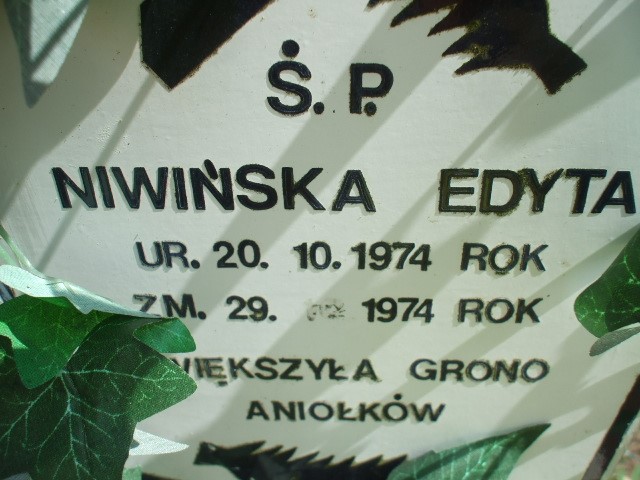 Ś. P.
NIWIŃSKA EDYTA
UR. 20. 10. 1974 ROK
ZM. 29. 1974 ROK
WIĘKSZYŁA GRONO
ANIOŁKÓW